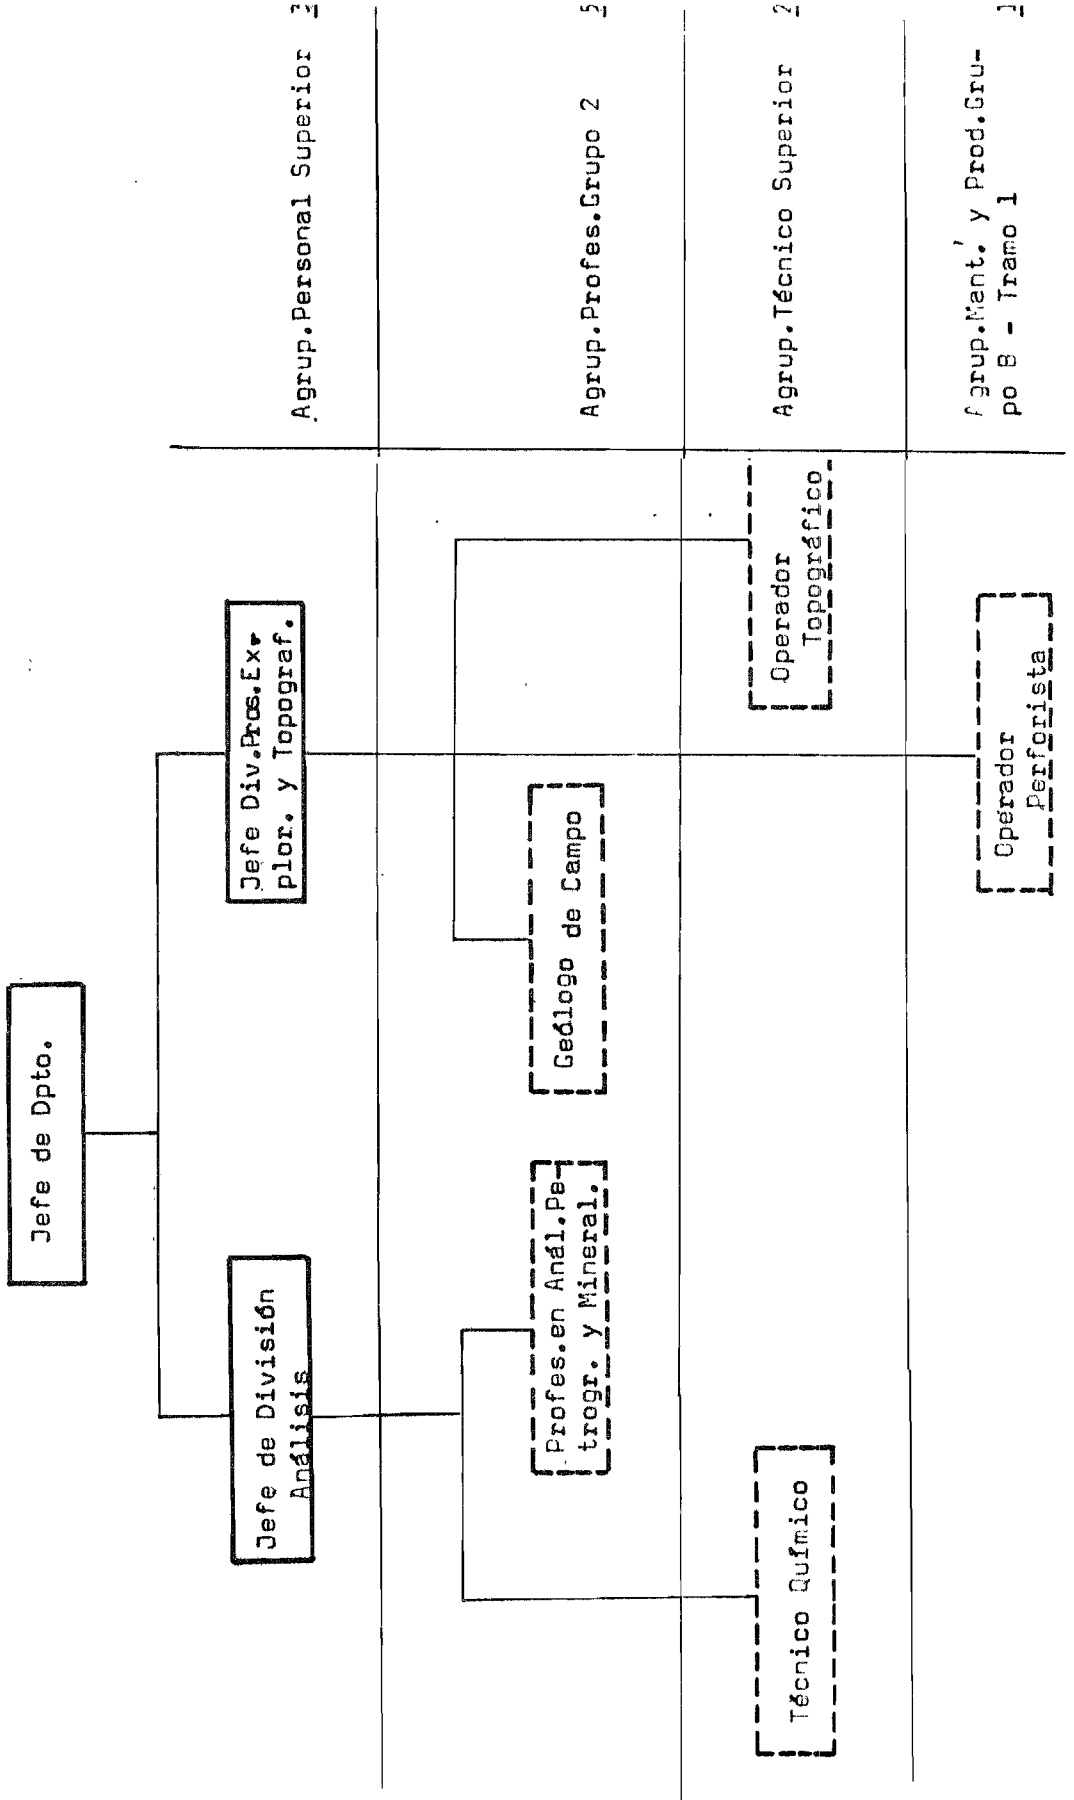 Jefe de Dpto.
Jefe de División
Análisis
Jefe Div.Pros.Ex-
plor. y Topograf.
Agrup.Personal Superior 3
Profes.en Anál.Pe-
trogr. y Mineral.
Geólogo de Campo
Agrup.Profes.Grupo 2 5
Técnico Químico
Operador
Topográfico
Agrup.Técnico Superior 2
Operador
Perforista
Agrup.Mant. y Prod.Gru-
po B - Tramo 1 1